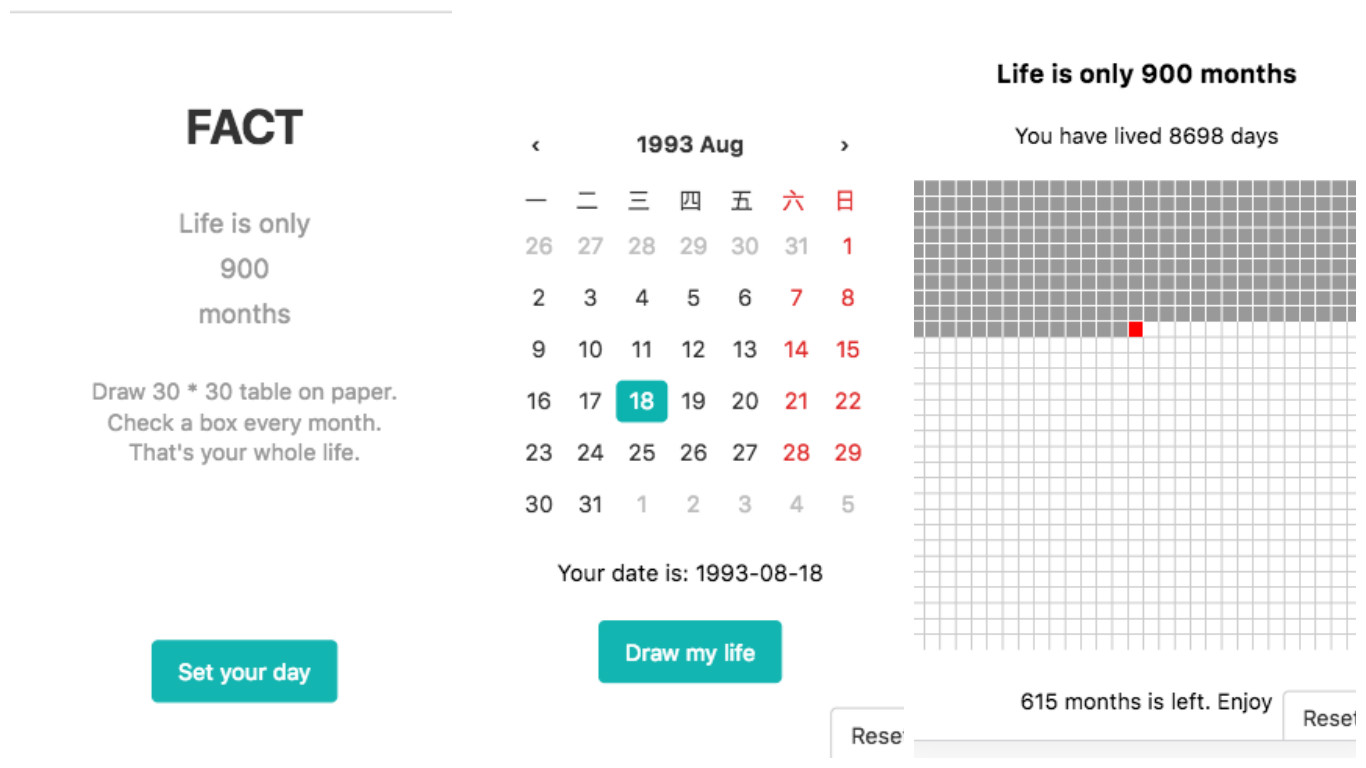 FACT
Life is only
900
months
Draw 30 * 30 table on paper.
Check a box every month.
That's your whole life.
Set your day
‹ 1993 Aug ›
一 二 三 四 五 六 日
26 27 28 29 30 31 1
2 3 4 5 6 7 8
9 10 11 12 13 14 15
16 17 18 19 20 21 22
23 24 25 26 27 28 29
30 31 1 2 3 4 5
Your date is: 1993-08-18
Draw my life
Reset
Life is only 900 months
You have lived 8698 days
615 months is left. Enjoy
Reset